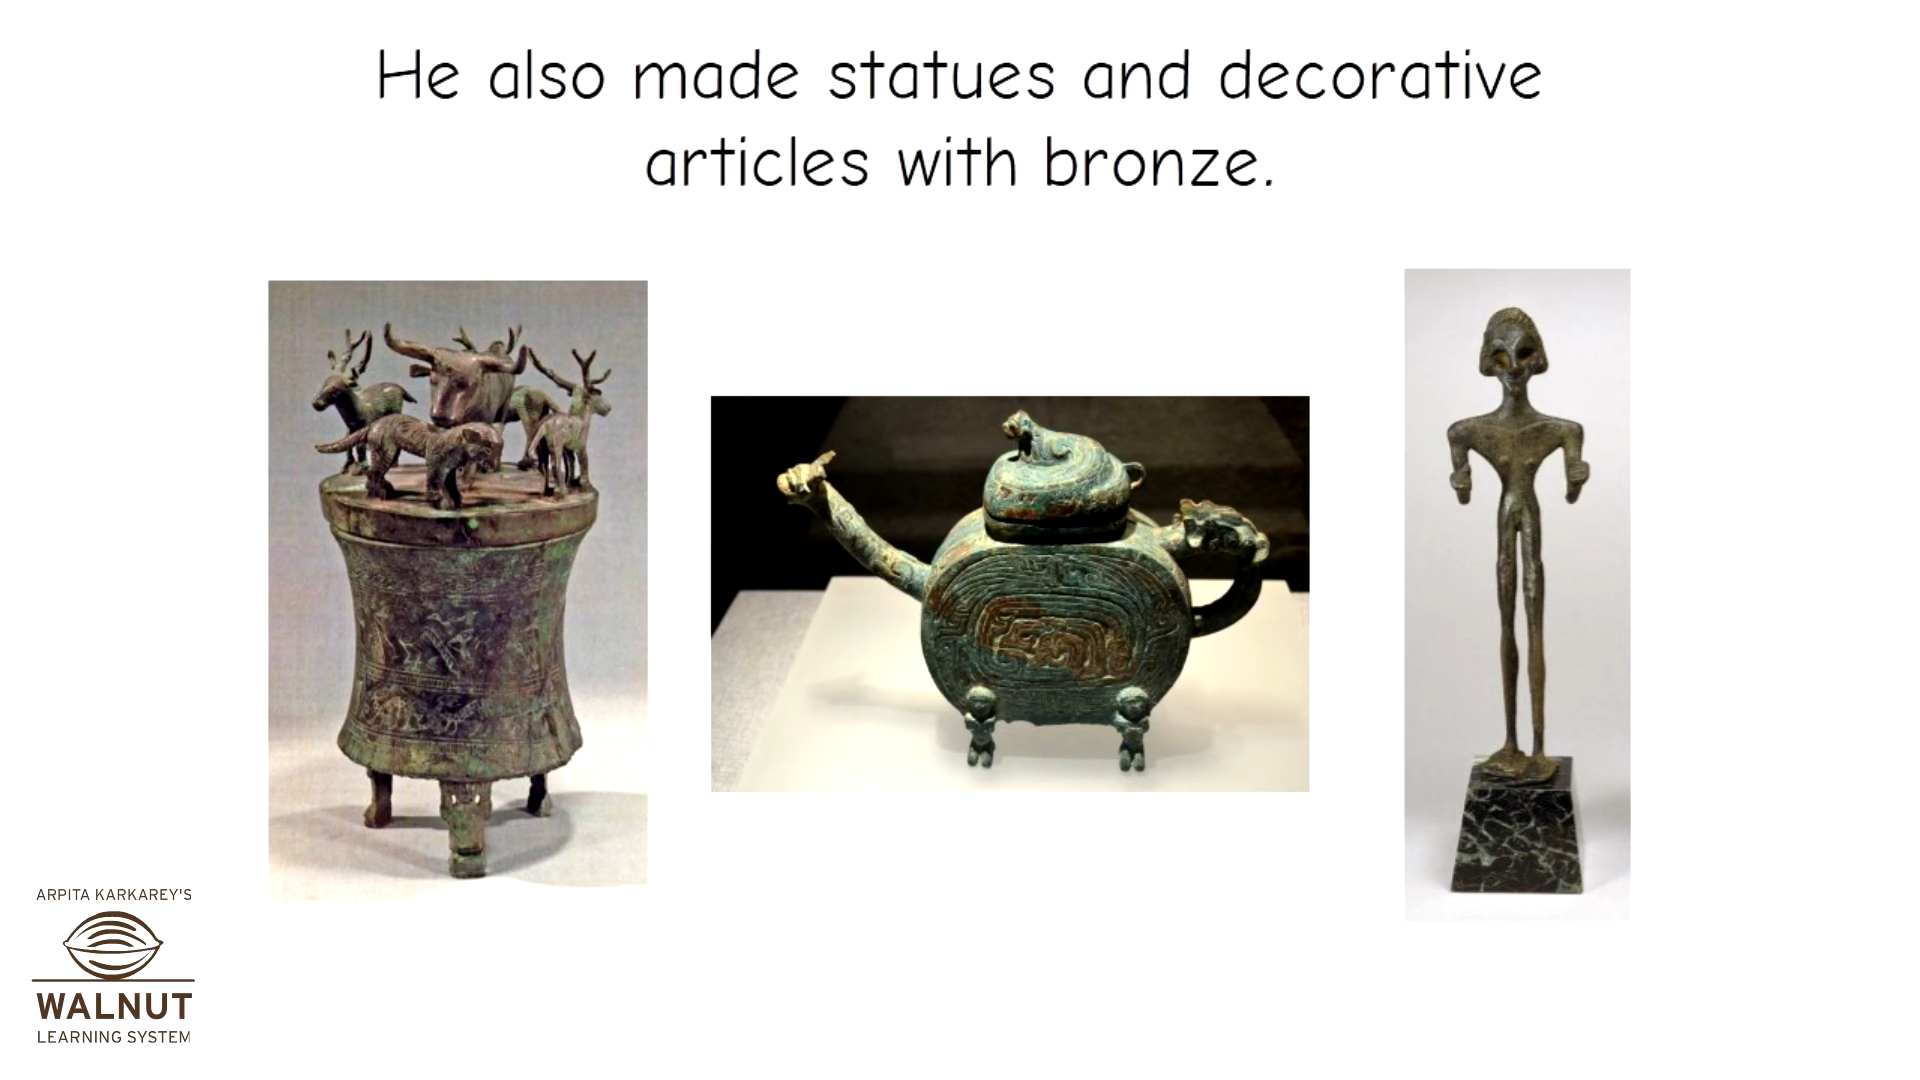 He also made statues and decorative
articles with bronze.
ARPITA KARKAREY'S
WALNUT
LEARNING SYSTEM